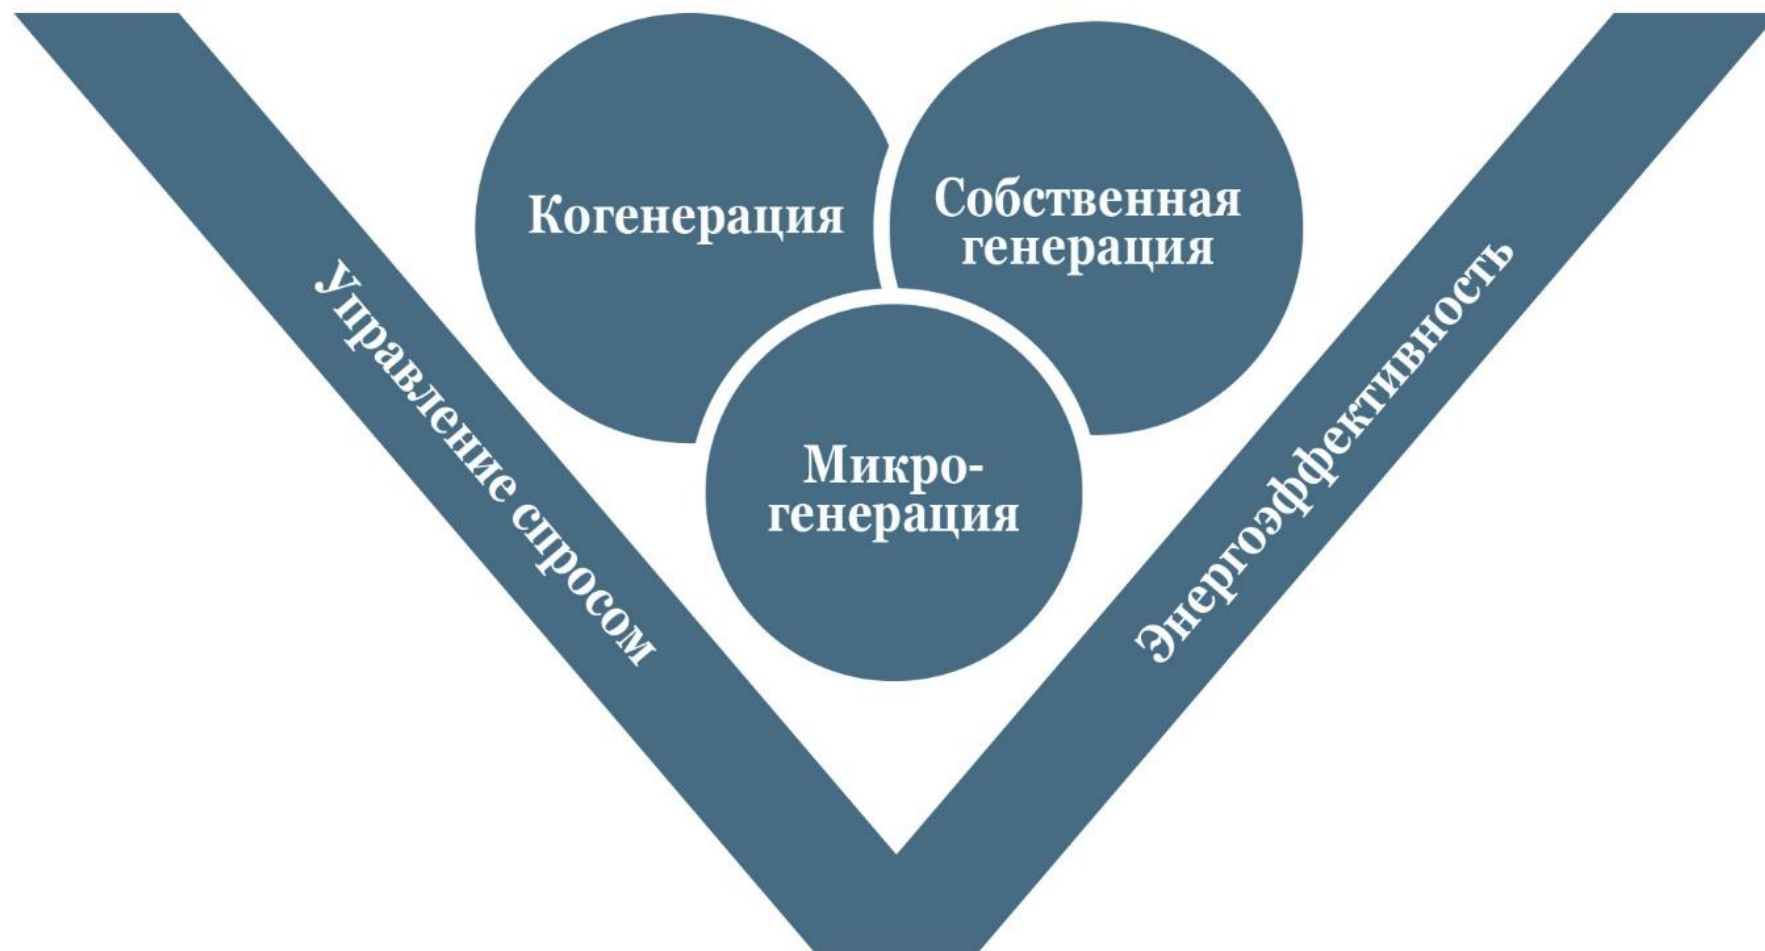 Когенерация
Собственная
генерация
Микро-
генерация
Управление спросом
Энергоэффективность